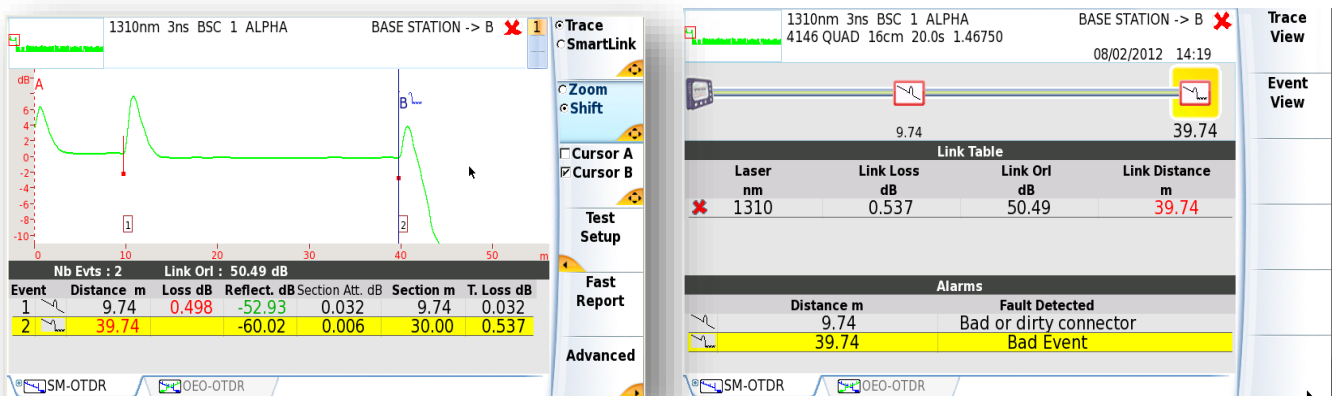 1310nm 3ns BSC 1 ALPHA BASE STATION -> B 1
Trace
SmartLink
Zoom
Shift
Cursor A
Cursor B
Test
Setup
Fast
Report
Advanced
dB
A
B
6
4
2
0
-2
-4
-6
-8
-10
1
2
0 10 20 30 40 50 m
Nb Evts : 2 Link Orl : 50.49 dB
Event Distance m Loss dB Reflect. dB Section Att. dB Section m T. Loss dB
1 9.74 0.498 -52.93 0.032 9.74 0.032
2 39.74 -60.02 0.006 30.00 0.537
SM-OTDR OEO-OTDR
1310nm 3ns BSC 1 ALPHA BASE STATION -> B
4146 QUAD 16cm 20.0s 1.46750
08/02/2012 14:19
Trace
View
Event
View
9.74 39.74
Link Table
Laser Link Loss Link Orl Link Distance
nm dB dB m
1310 0.537 50.49 39.74
Alarms
Distance m Fault Detected
9.74 Bad or dirty connector
39.74 Bad Event
SM-OTDR OEO-OTDR